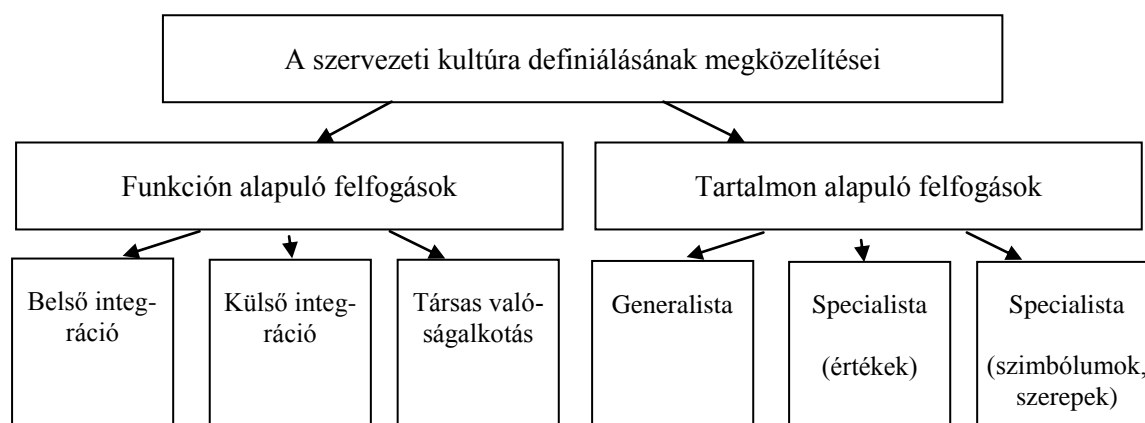 A szervezeti kultúra definiálásának megközelítései
Funkción alapuló felfogások
Tartalmon alapuló felfogások
Belső integ-
ráció
Külső integ-
ráció
Társas való-
ságalkotás
Generalista
Specialista
(értékek)
Specialista
(szimbólumok,
szerepek)